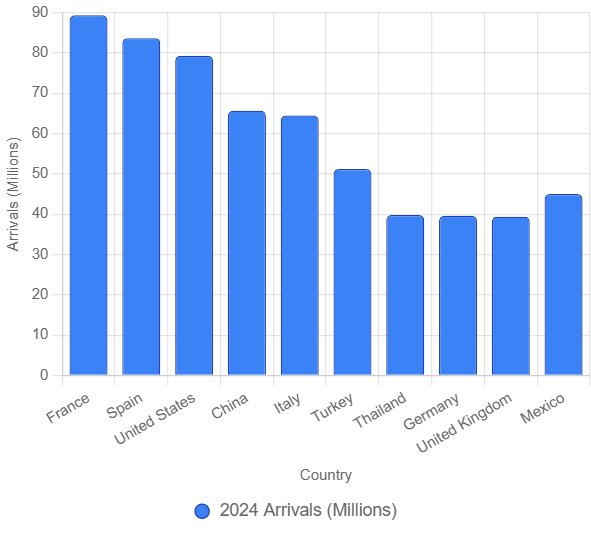 90
80
70
60
50
40
30
20
10
0
Arrivals (Millions)
France
Spain
United States
China
Italy
Turkey
Thailand
Germany
United Kingdom
Mexico
Country
2024 Arrivals (Millions)